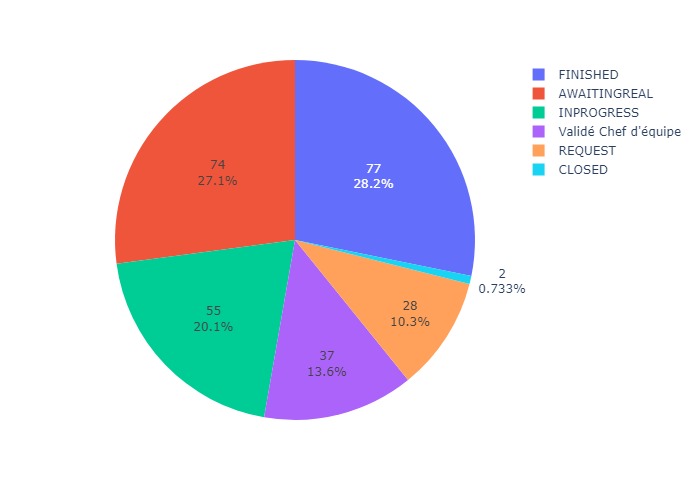 FINISHED
AWAITINGREAL
INPROGRESS
Validé Chef d'équipe
REQUEST
CLOSED
77
28.2%
74
27.1%
55
20.1%
37
13.6%
28
10.3%
2
0.733%